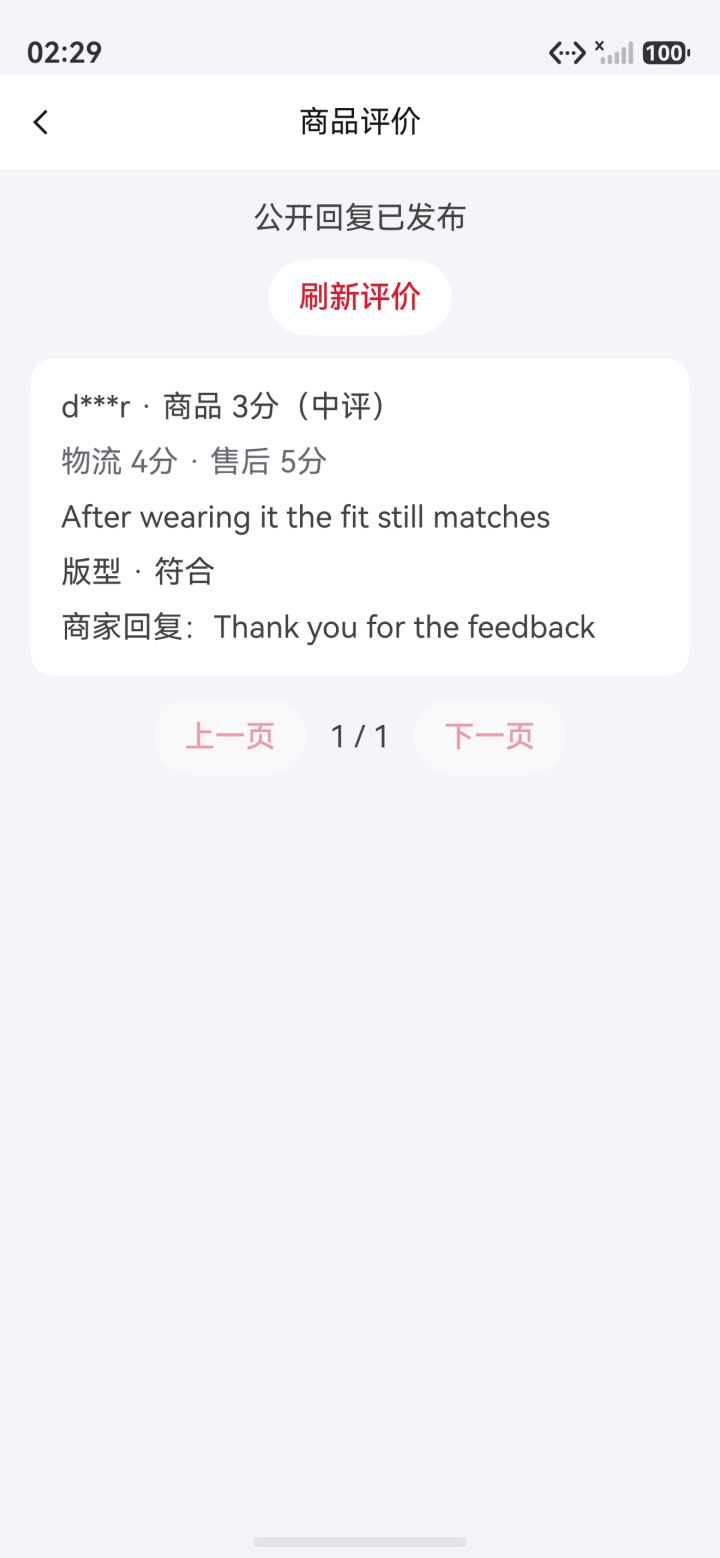 02:29
100
商品评价
公开回复已发布
刷新评价
d***r · 商品 3分（中评）
物流 4分 · 售后 5分
After wearing it the fit still matches
版型 · 符合
商家回复：Thank you for the feedback
上一页 1 / 1 下一页